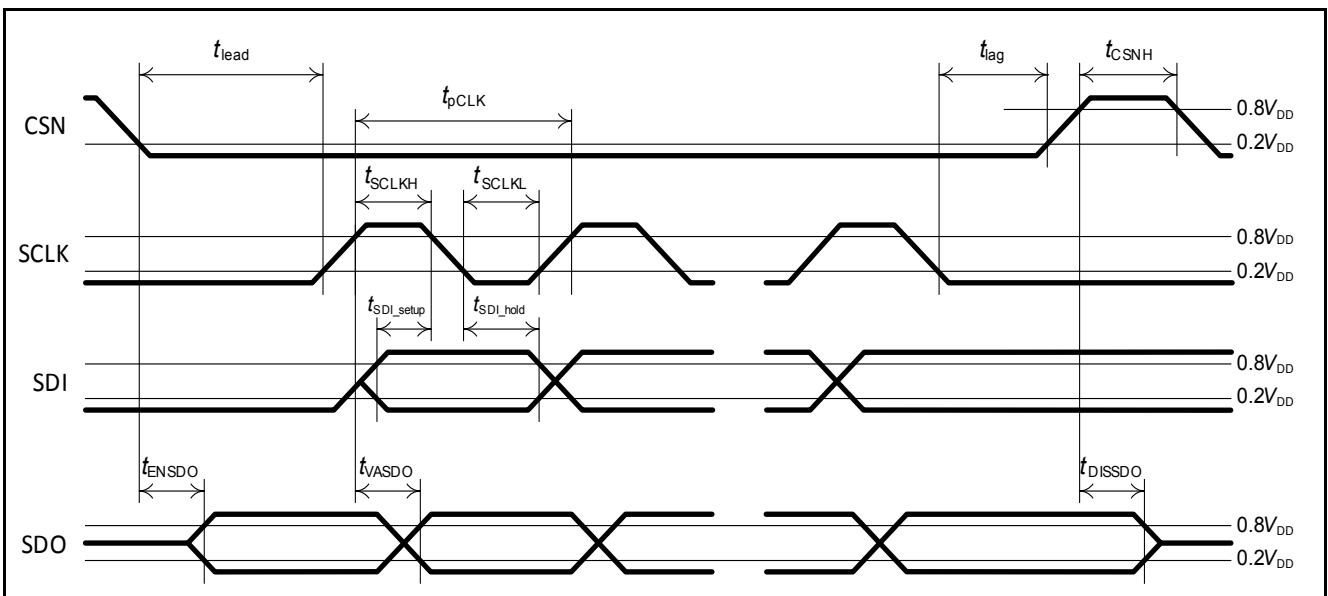 tlead
tlag
tCSNH
tpCLK
CSN
0.8VDD
0.2VDD
tSCLKH
tSCLKL
SCLK
0.8VDD
0.2VDD
tSDI_setup
tSDI_hold
SDI
0.8VDD
0.2VDD
tENSDO
tVASDO
tDISSDO
SDO
0.8VDD
0.2VDD